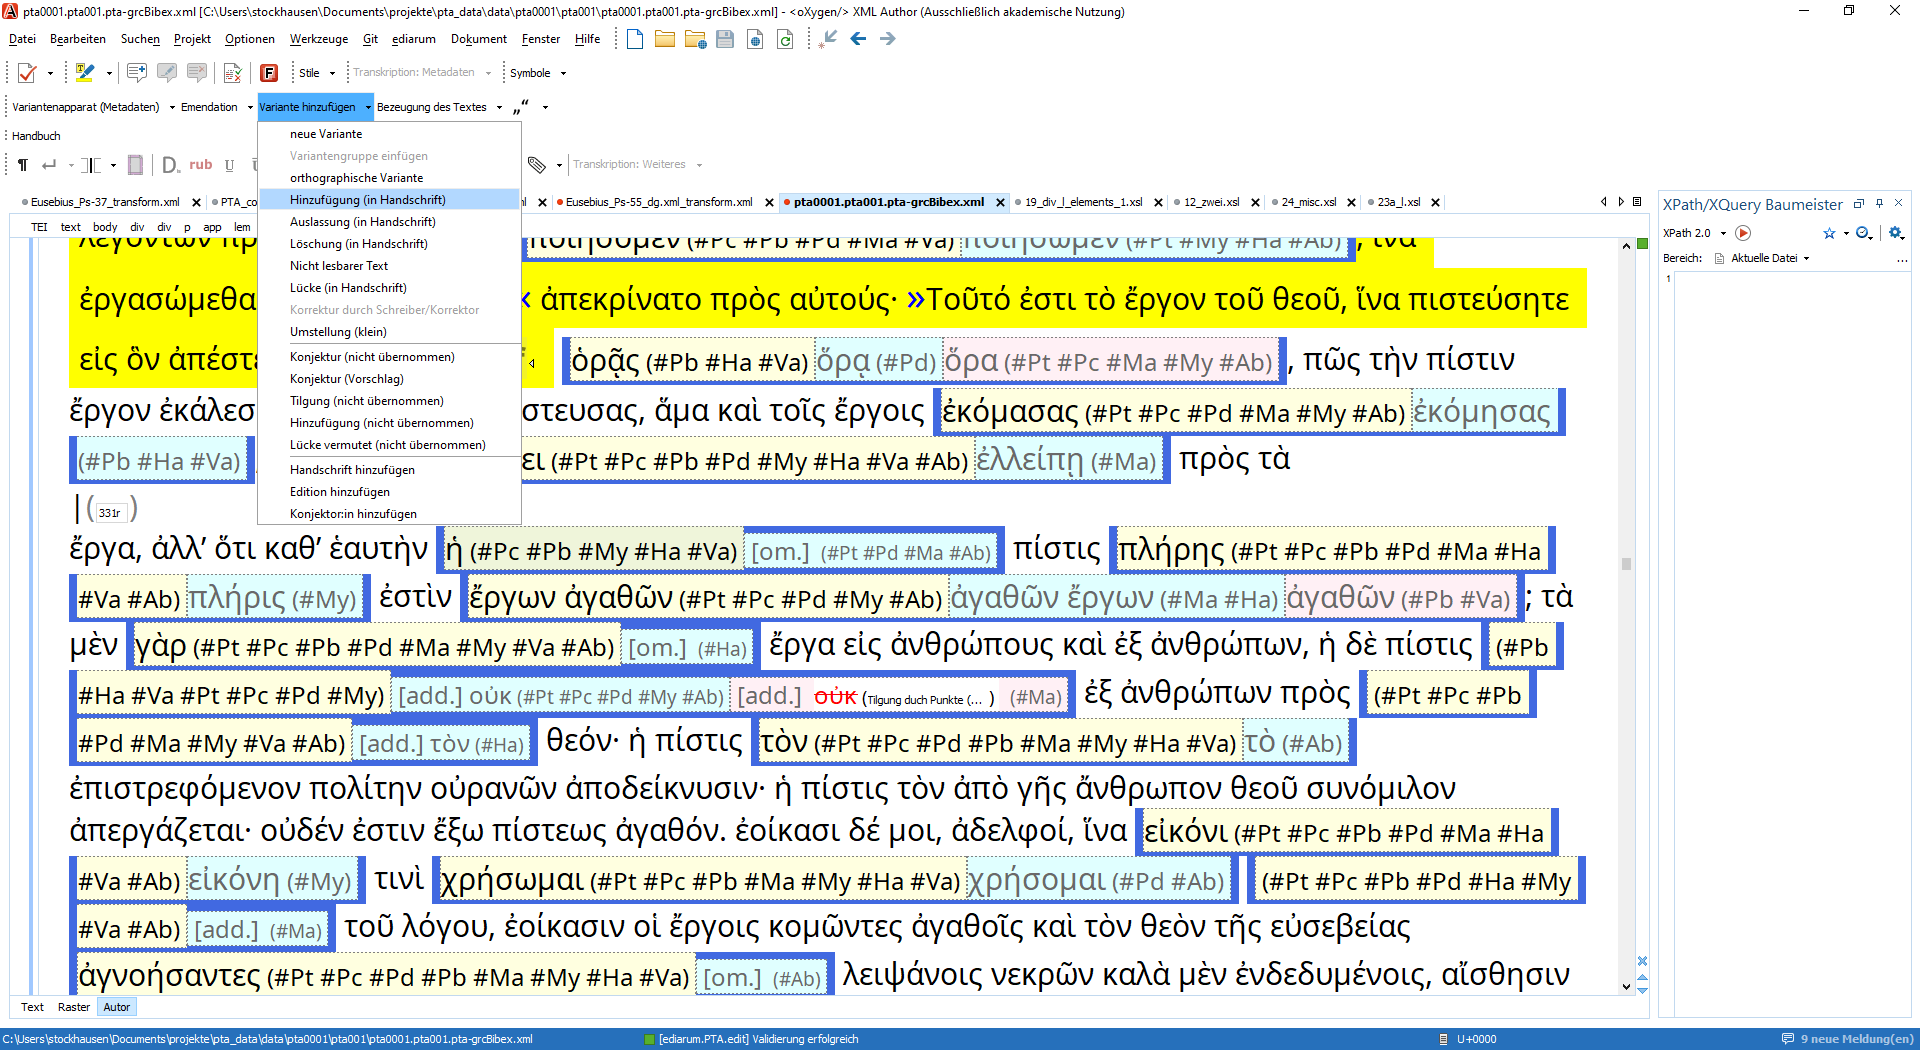 pta0001.pta001.pta-grcBibex.xml [C:\Users\stockhausen\Documents\projekte\pta_data\data\pta0001\pta001\pta0001.pta001.pta-grcBibex.xml] - <oXygen/> XML Author (Ausschließlich akademische Nutzung)
Datei Bearbeiten Suchen Projekt Optionen Werkzeuge Git ediarum Dokument Fenster Hilfe
Stile Transkription: Metadaten Symbole
Variantenapparat (Metadaten) Emendation Variante hinzufügen Bezeugung des Textes „“
Handbuch
neue Variante
Variantengruppe einfügen
orthographische Variante
Hinzufügung (in Handschrift)
Auslassung (in Handschrift)
Löschung (in Handschrift)
Nicht lesbarer Text
Lücke (in Handschrift)
Korrektur durch Schreiber/Korrektor
Umstellung (klein)
Konjektur (nicht übernommen)
Konjektur (Vorschlag)
Tilgung (nicht übernommen)
Hinzufügung (nicht übernommen)
Lücke vermutet (nicht übernommen)
Handschrift hinzufügen
Edition hinzufügen
Konjektor:in hinzufügen
¶ D rub U Transkription: Weiteres
Eusebius_Ps-37_transform.xml PTA_co ml Eusebius_Ps-55_dg.xml_transform.xml pta0001.pta001.pta-grcBibex.xml 19_div_l_elements_1.xsl 12_zwei.xsl 24_misc.xsl 23a_l.xsl
TEI text body div div p app lem
λεγόντων πρ ποιήσομεν (#Pc #Pb #Pd #Ma #Va) ποιήσωμεν (#Pt #My #Ha #Ab) , ἵνα
ἐργασώμεθα « ἀπεκρίνατο πρὸς αὐτούς· »Τοῦτό ἐστι τὸ ἔργον τοῦ θεοῦ, ἵνα πιστεύσητε
εἰς ὃν ἀπέστε ὁρᾷς (#Pb #Ha #Va) ὅρᾳ (#Pd) ὅρα (#Pt #Pc #Ma #My #Ab) , πῶς τὴν πίστιν
ἔργον ἐκάλεσ στευσας, ἅμα καὶ τοῖς ἔργοις ἐκόμασας (#Pt #Pc #Pd #Ma #My #Ab) ἐκόμησας
(#Pb #Ha #Va) ει (#Pt #Pc #Pb #Pd #My #Ha #Va #Ab) ἐλλείπῃ (#Ma) πρὸς τὰ
|(331r)
ἔργα, ἀλλ’ ὅτι καθ’ ἑαυτὴν ἡ (#Pc #Pb #My #Ha #Va) [om.] (#Pt #Pd #Ma #Ab) πίστις πλήρης (#Pt #Pc #Pb #Pd #Ma #Ha
#Va #Ab) πλήρις (#My) ἐστὶν ἔργων ἀγαθῶν (#Pt #Pc #Pd #My #Ab) ἀγαθῶν ἔργων (#Ma #Ha) ἀγαθῶν (#Pb #Va) ; τὰ
μὲν γὰρ (#Pt #Pc #Pb #Pd #Ma #My #Va #Ab) [om.] (#Ha) ἔργα εἰς ἀνθρώπους καὶ ἐξ ἀνθρώπων, ἡ δὲ πίστις (#Pb
#Ha #Va #Pt #Pc #Pd #My) [add.] οὐκ (#Pt #Pc #Pd #My #Ab) [add.] οὐκ (Tilgung duch Punkte (... ) (#Ma) ἐξ ἀνθρώπων πρὸς (#Pt #Pc #Pb
#Pd #Ma #My #Va #Ab) [add.] τὸν (#Ha) θεόν· ἡ πίστις τὸν (#Pt #Pc #Pd #Pb #Ma #My #Ha #Va) τὸ (#Ab)
ἐπιστρεφόμενον πολίτην οὐρανῶν ἀποδείκνυσιν· ἡ πίστις τὸν ἀπὸ γῆς ἄνθρωπον θεοῦ συνόμιλον
ἀπεργάζεται· οὐδέν ἐστιν ἔξω πίστεως ἀγαθόν. ἐοίκασι δέ μοι, ἀδελφοί, ἵνα εἰκόνι (#Pt #Pc #Pb #Pd #Ma #Ha
#Va #Ab) εἰκόνη (#My) τινὶ χρήσωμαι (#Pt #Pc #Pb #Ma #My #Ha #Va) χρήσομαι (#Pd #Ab) (#Pt #Pc #Pb #Pd #Ha #My
#Va #Ab) [add.] (#Ma) τοῦ λόγου, ἐοίκασιν οἱ ἔργοις κομῶντες ἀγαθοῖς καὶ τὸν θεὸν τῆς εὐσεβείας
ἀγνοήσαντες (#Pt #Pc #Pd #Pb #Ma #My #Ha #Va) [om.] (#Ab) λειψάνοις νεκρῶν καλὰ μὲν ἐνδεδυμένοις, αἴσθησιν
Text Raster Autor
XPath/XQuery Baumeister
XPath 2.0
Bereich: Aktuelle Datei ...
1
C:\Users\stockhausen\Documents\projekte\pta_data\data\pta0001\pta001\pta0001.pta001.pta-grcBibex.xml [ediarum.PTA.edit] Validierung erfolgreich U+0000 9 neue Meldung(en)